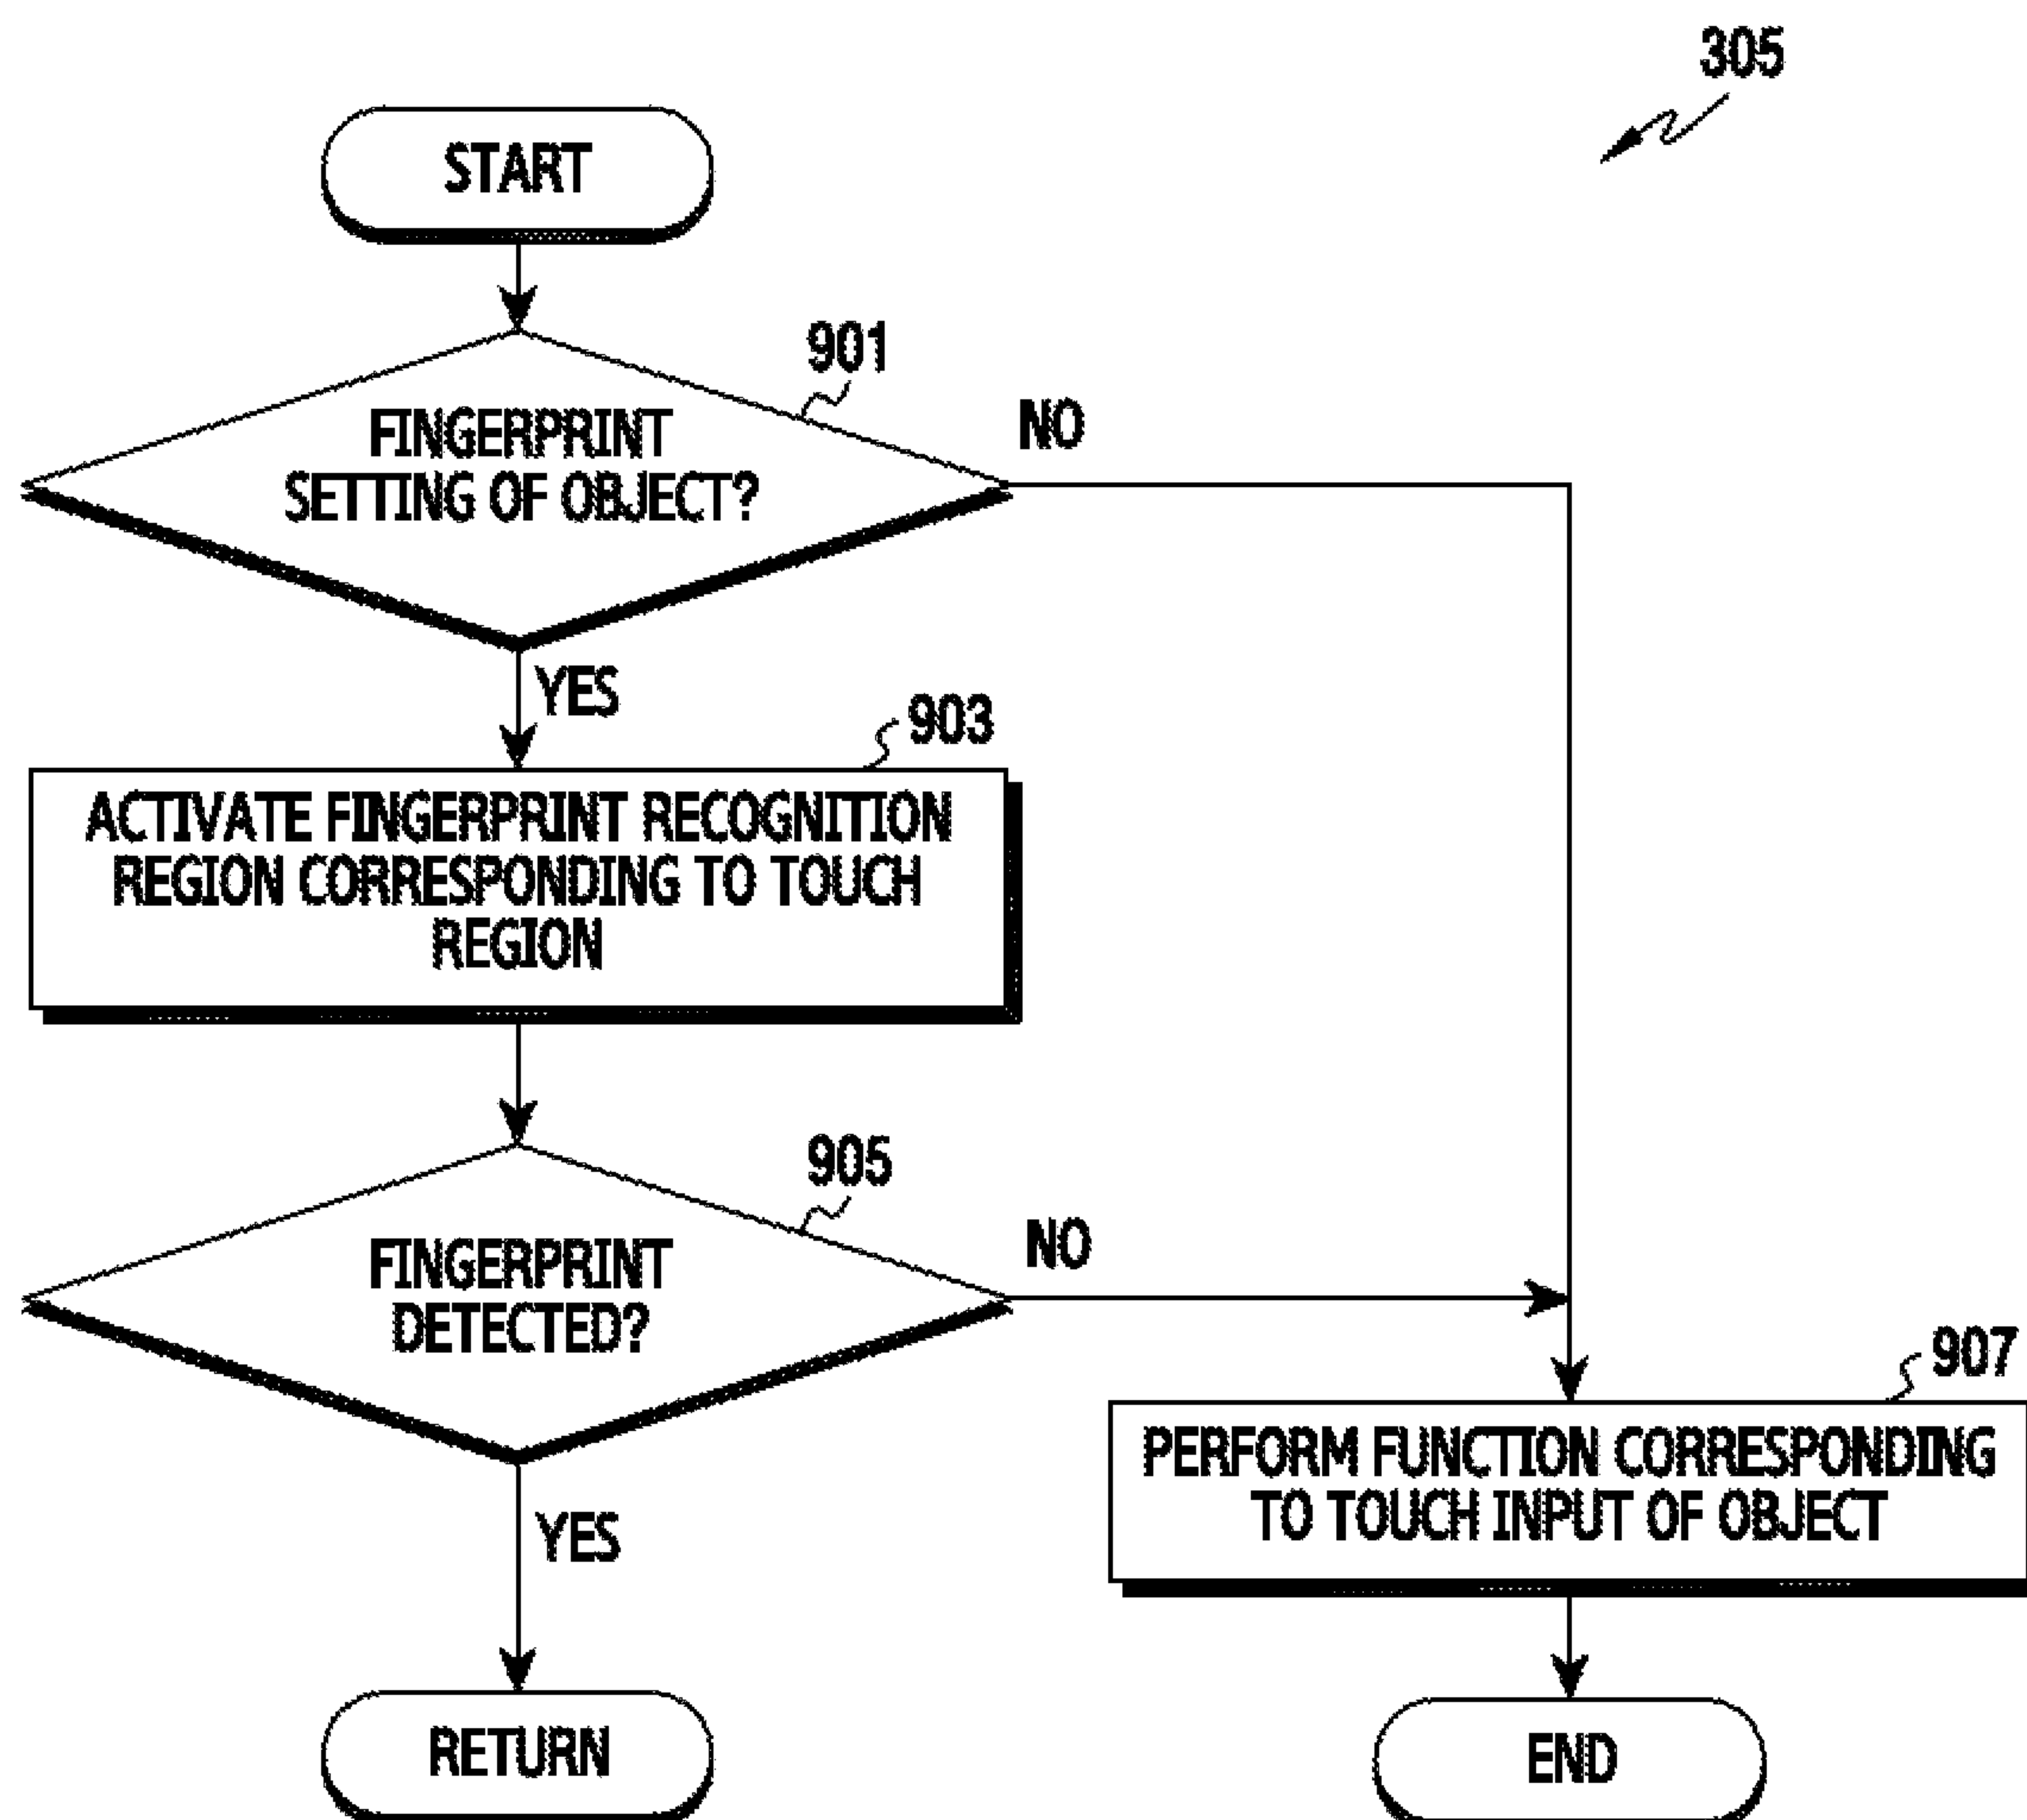 305
START
901
FINGERPRINT
SETTING OF OBJECT?
NO
YES
903
ACTIVATE FINGERPRINT RECOGNITION
REGION CORRESPONDING TO TOUCH
REGION
905
FINGERPRINT
DETECTED?
NO
YES
907
PERFORM FUNCTION CORRESPONDING
TO TOUCH INPUT OF OBJECT
RETURN
END